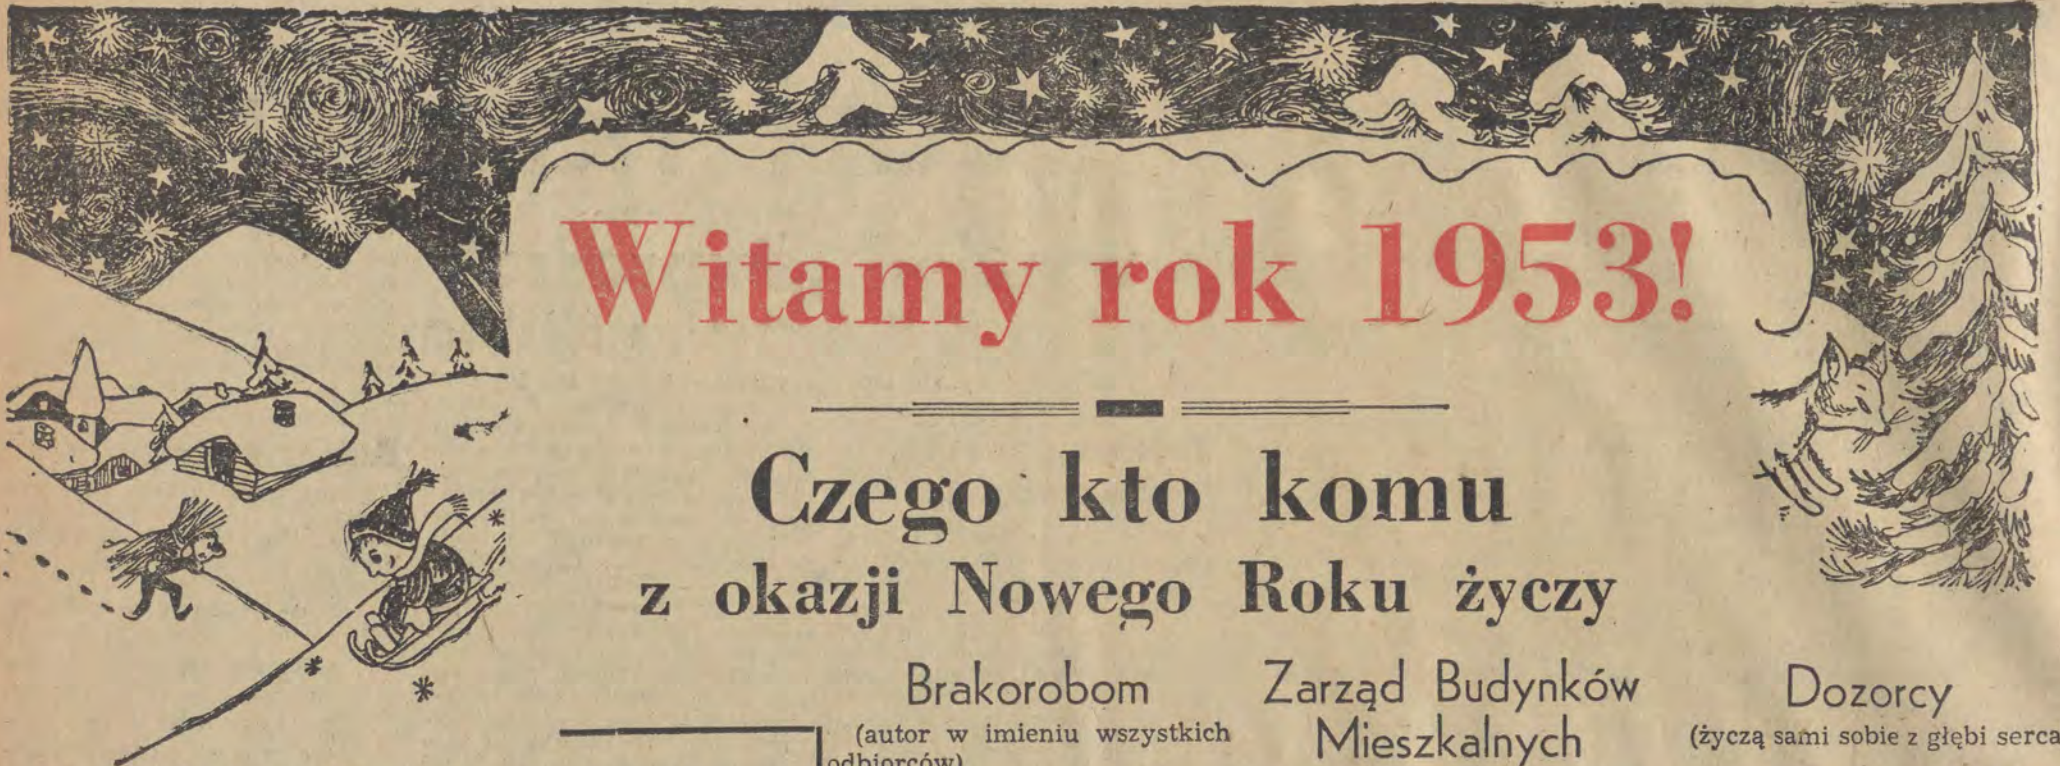 Witamy rok 1953!
Czego kto komu
z okazji Nowego Roku życzy
Brakorobom
(autor w imieniu wszystkich
odbiorców)
Zarząd Budynków
Mieszkalnych
Dozorcy
(życzą sami sobie z głębi serca